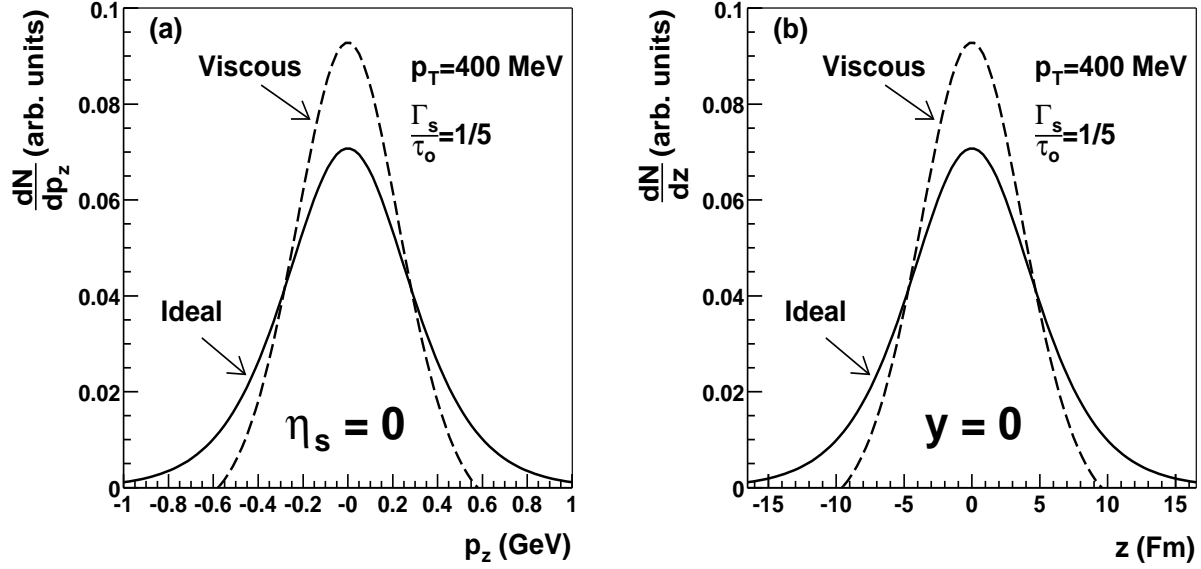 (a)
Viscous
p_T=400 MeV
Γ_s/τ_o=1/5
Ideal
η_s = 0
dN/dp_z (arb. units)
0.1
0.08
0.06
0.04
0.02
0
-1 -0.8 -0.6 -0.4 -0.2 -0 0.2 0.4 0.6 0.8 1
p_z (GeV)
(b)
Viscous
p_T=400 MeV
Γ_s/τ_o=1/5
Ideal
y = 0
dN/dz (arb. units)
0.1
0.08
0.06
0.04
0.02
0
-15 -10 -5 0 5 10 15
z (Fm)